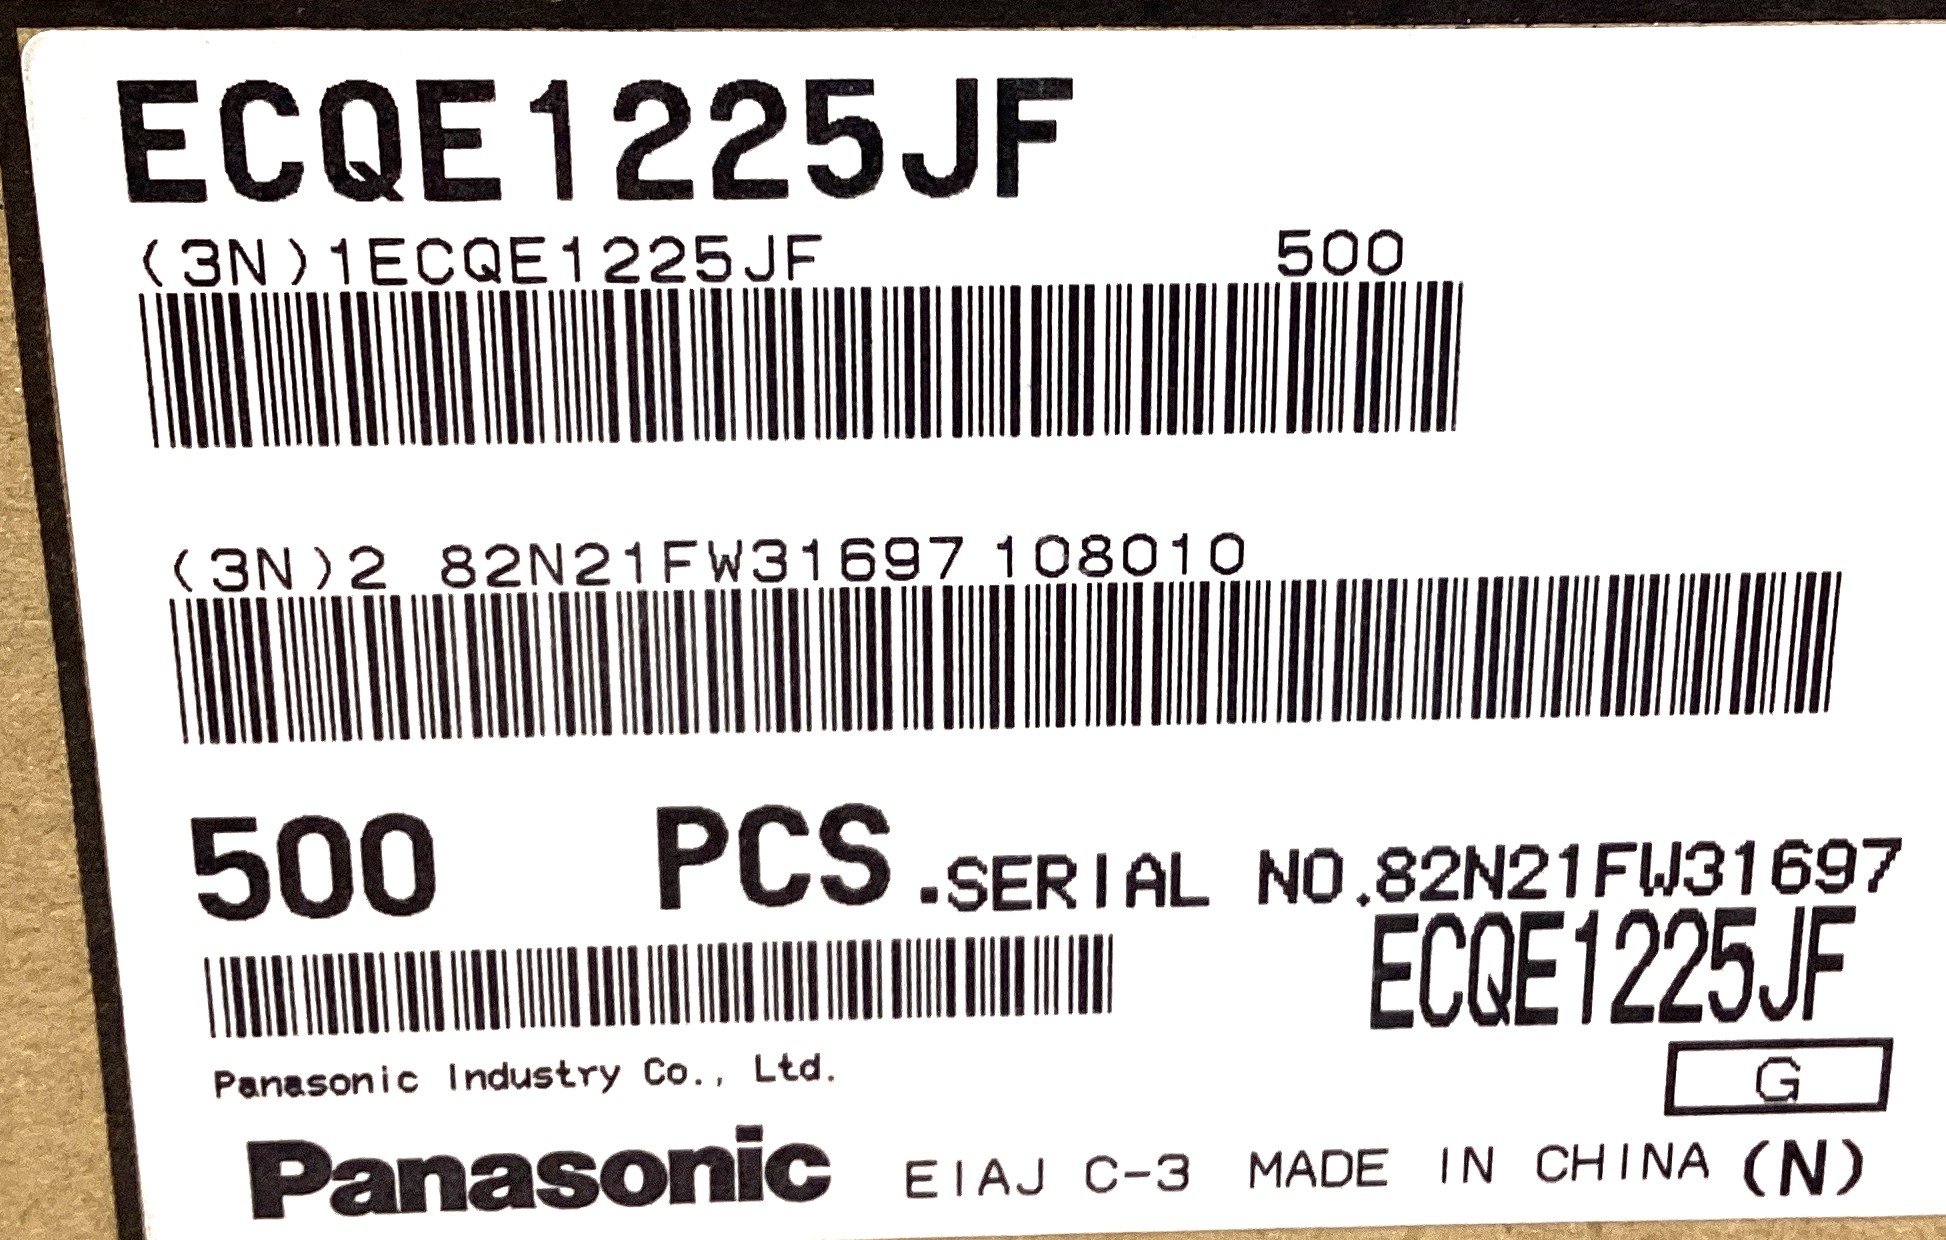 ECQE1225JF
(3N)1ECQE1225JF 500
(3N)2 82N21FW31697 108010
500 PCS.SERIAL NO.82N21FW31697
ECQE1225JF
Panasonic Industry Co., Ltd.
G
Panasonic EIAJ C-3 MADE IN CHINA (N)